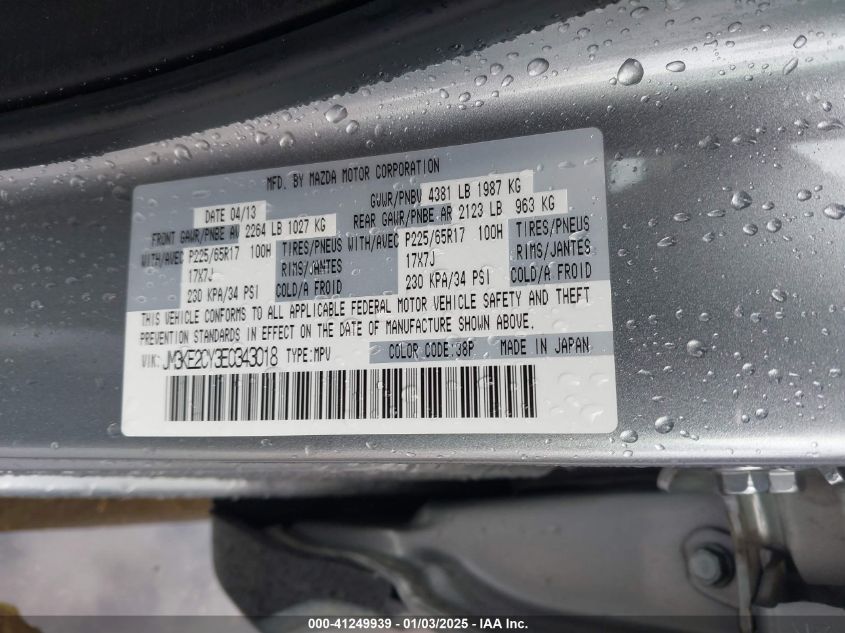 MFD. BY MAZDA MOTOR CORPORATION
DATE 04/13 GVWR/PNBV 4381 LB 1987 KG
FRONT GAWR/PNBE AV 2264 LB 1027 KG REAR GAWR/PNBE AR 2123 LB 963 KG
WITH/AVEC P225/65R17 100H TIRES/PNEUS WITH/AVEC P225/65R17 100H TIRES/PNEUS
17X7J RIMS/JANTES 17X7J RIMS/JANTES
230 KPA/34 PSI COLD/A FROID 230 KPA/34 PSI COLD/A FROID
THIS VEHICLE CONFORMS TO ALL APPLICABLE FEDERAL MOTOR VEHICLE SAFETY AND THEFT
PREVENTION STANDARDS IN EFFECT ON THE DATE OF MANUFACTURE SHOWN ABOVE.
VIN: JM3KE2CY3E0343018 TYPE:MPV COLOR CODE:38P MADE IN JAPAN
000-41249939 - 01/03/2025 - IAA Inc.